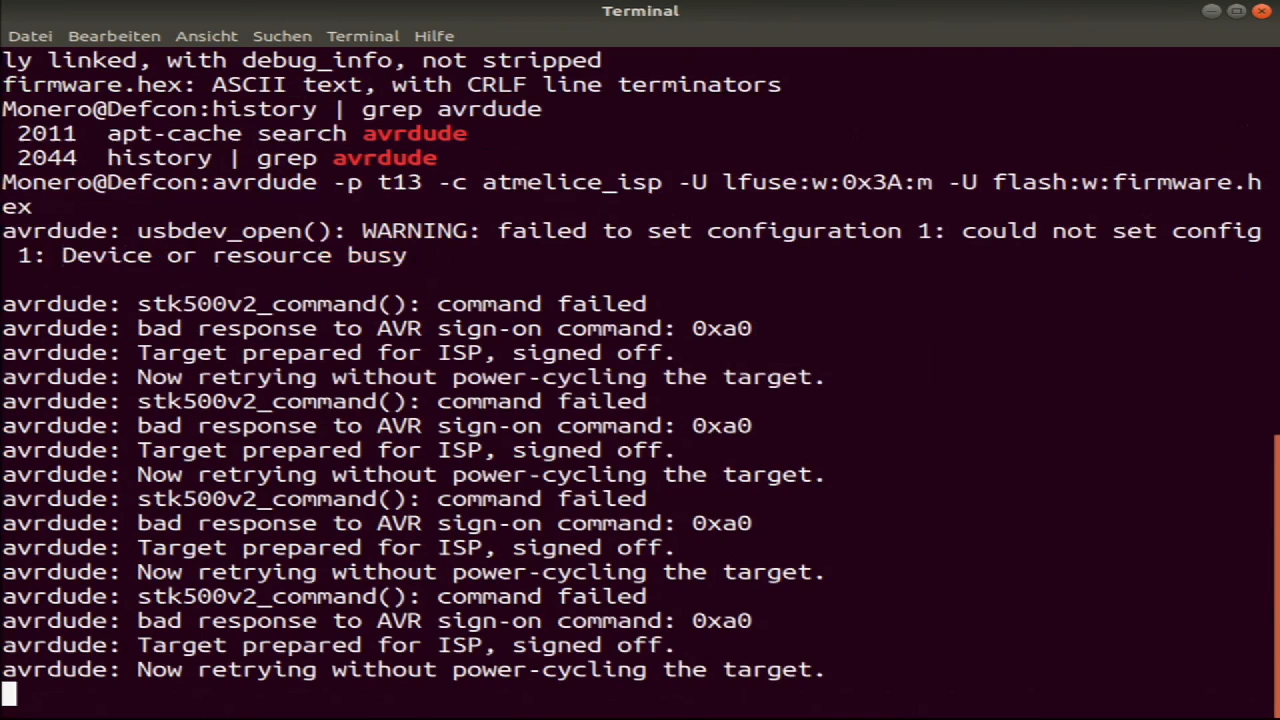 Terminal
Datei Bearbeiten Ansicht Suchen Terminal Hilfe
ly linked, with debug_info, not stripped
firmware.hex: ASCII text, with CRLF line terminators
Monero@Defcon:history | grep avrdude
2011 apt-cache search avrdude
2044 history | grep avrdude
Monero@Defcon:avrdude -p t13 -c atmelice_isp -U lfuse:w:0x3A:m -U flash:w:firmware.h
ex
avrdude: usbdev_open(): WARNING: failed to set configuration 1: could not set config
1: Device or resource busy
avrdude: stk500v2_command(): command failed
avrdude: bad response to AVR sign-on command: 0xa0
avrdude: Target prepared for ISP, signed off.
avrdude: Now retrying without power-cycling the target.
avrdude: stk500v2_command(): command failed
avrdude: bad response to AVR sign-on command: 0xa0
avrdude: Target prepared for ISP, signed off.
avrdude: Now retrying without power-cycling the target.
avrdude: stk500v2_command(): command failed
avrdude: bad response to AVR sign-on command: 0xa0
avrdude: Target prepared for ISP, signed off.
avrdude: Now retrying without power-cycling the target.
avrdude: stk500v2_command(): command failed
avrdude: bad response to AVR sign-on command: 0xa0
avrdude: Target prepared for ISP, signed off.
avrdude: Now retrying without power-cycling the target.